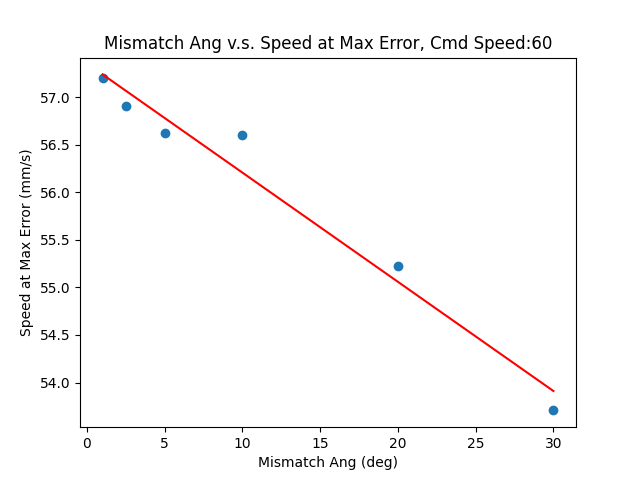 Mismatch Ang v.s. Speed at Max Error, Cmd Speed:60
57.0
56.5
56.0
55.5
55.0
54.5
54.0
Speed at Max Error (mm/s)
0 5 10 15 20 25 30
Mismatch Ang (deg)